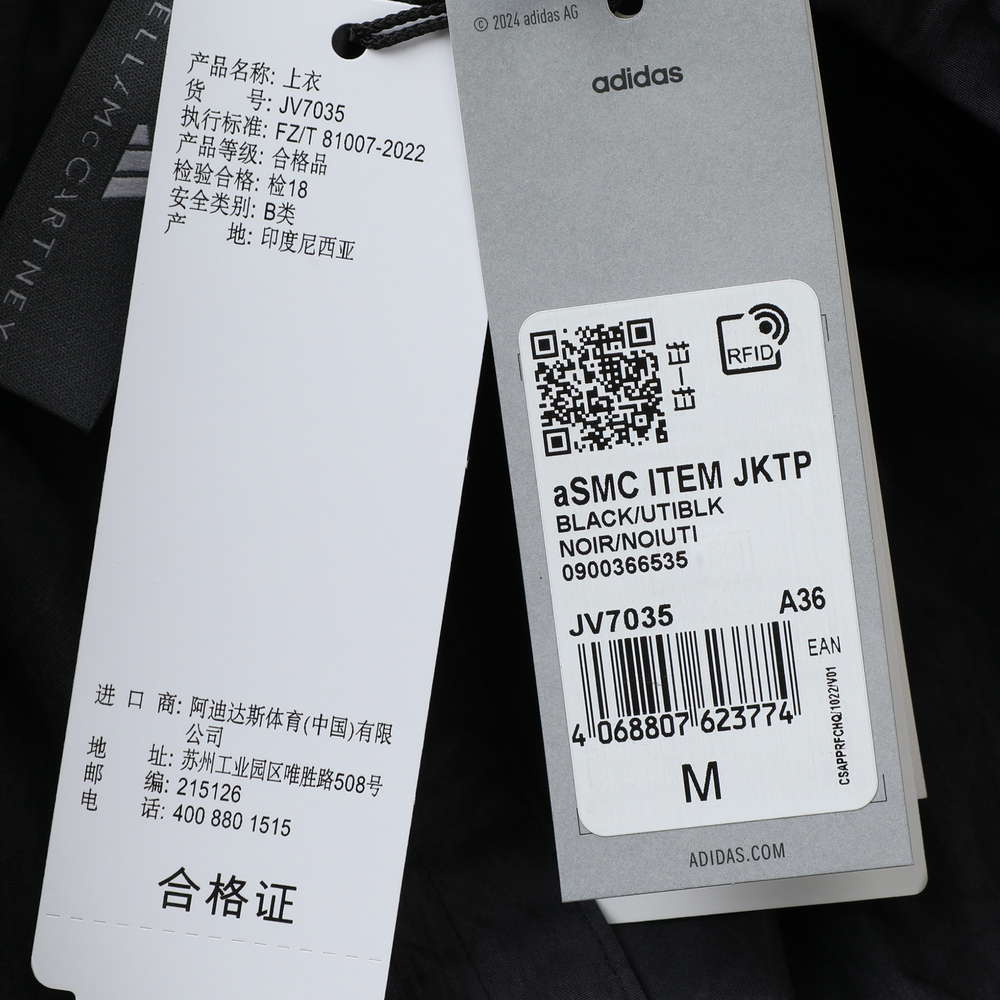 ELLA McCARTNEY
产品名称: 上衣
货 号: JV7035
执行标准: FZ/T 81007-2022
产品等级: 合格品
检验合格: 检18
安全类别: B类
产 地: 印度尼西亚
进 口 商: 阿迪达斯体育(中国)有限
公司
地 址: 苏州工业园区唯胜路508号
邮 编: 215126
电 话: 400 880 1515
合格证
© 2024 adidas AG
adidas
RFID
aSMC ITEM JKTP
BLACK/UTIBLK
NOIR/NOIUTI
0900366535
JV7035 A36
EAN
4 068807 623774
CSAPPRFCHQ/1022/V01
M
ADIDAS.COM